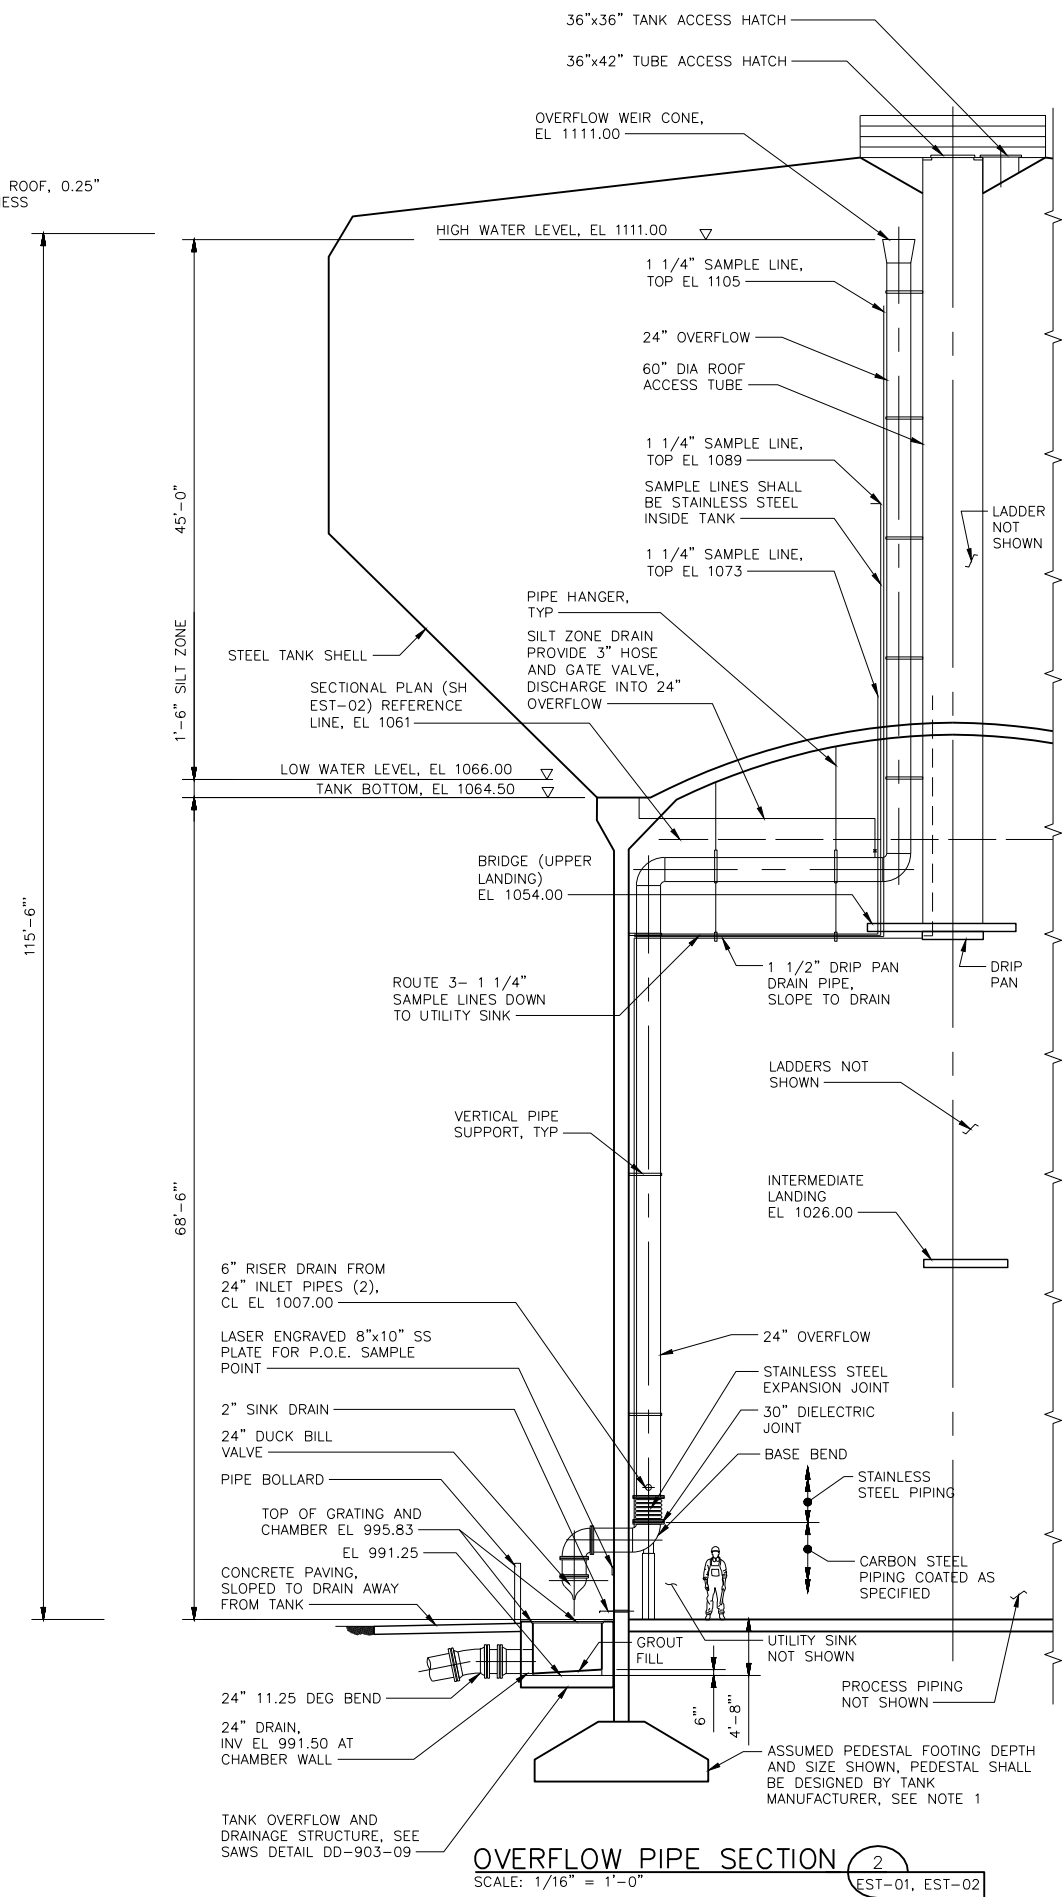 36"x36" TANK ACCESS HATCH
36"x42" TUBE ACCESS HATCH
OVERFLOW WEIR CONE,
EL 1111.00
ROOF, 0.25"
HIGH WATER LEVEL, EL 1111.00
1 1/4" SAMPLE LINE,
TOP EL 1105
24" OVERFLOW
60" DIA ROOF
ACCESS TUBE
1 1/4" SAMPLE LINE,
TOP EL 1089
SAMPLE LINES SHALL
BE STAINLESS STEEL
INSIDE TANK
LADDER
NOT
SHOWN
45'-0"
1 1/4" SAMPLE LINE,
TOP EL 1073
PIPE HANGER,
TYP
SILT ZONE DRAIN
PROVIDE 3" HOSE
AND GATE VALVE,
DISCHARGE INTO 24"
OVERFLOW
STEEL TANK SHELL
1'-6" SILT ZONE
SECTIONAL PLAN (SH
EST-02) REFERENCE
LINE, EL 1061
LOW WATER LEVEL, EL 1066.00
TANK BOTTOM, EL 1064.50
BRIDGE (UPPER
LANDING)
EL 1054.00
115'-6"'
ROUTE 3- 1 1/4"
SAMPLE LINES DOWN
TO UTILITY SINK
1 1/2" DRIP PAN
DRAIN PIPE,
SLOPE TO DRAIN
DRIP
PAN
LADDERS NOT
SHOWN
VERTICAL PIPE
SUPPORT, TYP
INTERMEDIATE
LANDING
EL 1026.00
68'-6"'
6" RISER DRAIN FROM
24" INLET PIPES (2),
CL EL 1007.00
LASER ENGRAVED 8"x10" SS
PLATE FOR P.O.E. SAMPLE
POINT
24" OVERFLOW
STAINLESS STEEL
EXPANSION JOINT
2" SINK DRAIN
30" DIELECTRIC
JOINT
24" DUCK BILL
VALVE
BASE BEND
PIPE BOLLARD
STAINLESS
STEEL PIPING
TOP OF GRATING AND
CHAMBER EL 995.83
EL 991.25
CONCRETE PAVING,
SLOPED TO DRAIN AWAY
FROM TANK
CARBON STEEL
PIPING COATED AS
SPECIFIED
GROUT
FILL
UTILITY SINK
NOT SHOWN
PROCESS PIPING
NOT SHOWN
24" 11.25 DEG BEND
6"'
4'-8"'
24" DRAIN,
INV EL 991.50 AT
CHAMBER WALL
ASSUMED PEDESTAL FOOTING DEPTH
AND SIZE SHOWN, PEDESTAL SHALL
BE DESIGNED BY TANK
MANUFACTURER, SEE NOTE 1
TANK OVERFLOW AND
DRAINAGE STRUCTURE, SEE
SAWS DETAIL DD-903-09
OVERFLOW PIPE SECTION
2
SCALE: 1/16" = 1'-0"
EST-01, EST-02